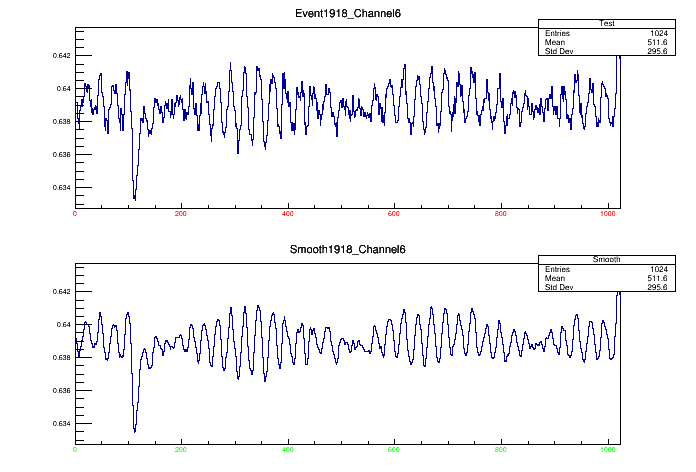 Event1918_Channel6
Test
Entries 1024
Mean 511.6
Std Dev 295.6
0.642
0.64
0.638
0.636
0.634
0 200 400 600 800 1000
Smooth1918_Channel6
Smooth
Entries 1024
Mean 511.6
Std Dev 295.6
0.642
0.64
0.638
0.636
0.634
0 200 400 600 800 1000